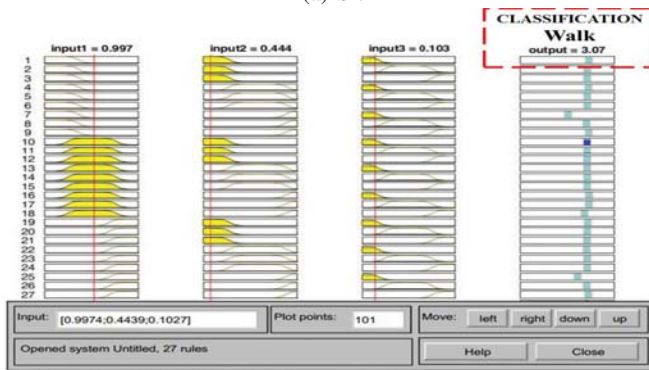 CLASSIFICATION
Walk
input1 = 0.997
input2 = 0.444
input3 = 0.103
output = 3.07
1
2
3
4
5
6
7
8
9
10
11
12
13
14
15
16
17
18
19
20
21
22
23
24
25
26
27
Input: [0.9974;0.4439;0.1027]
Plot points: 101
Move: left right down up
Opened system Untitled, 27 rules
Help Close